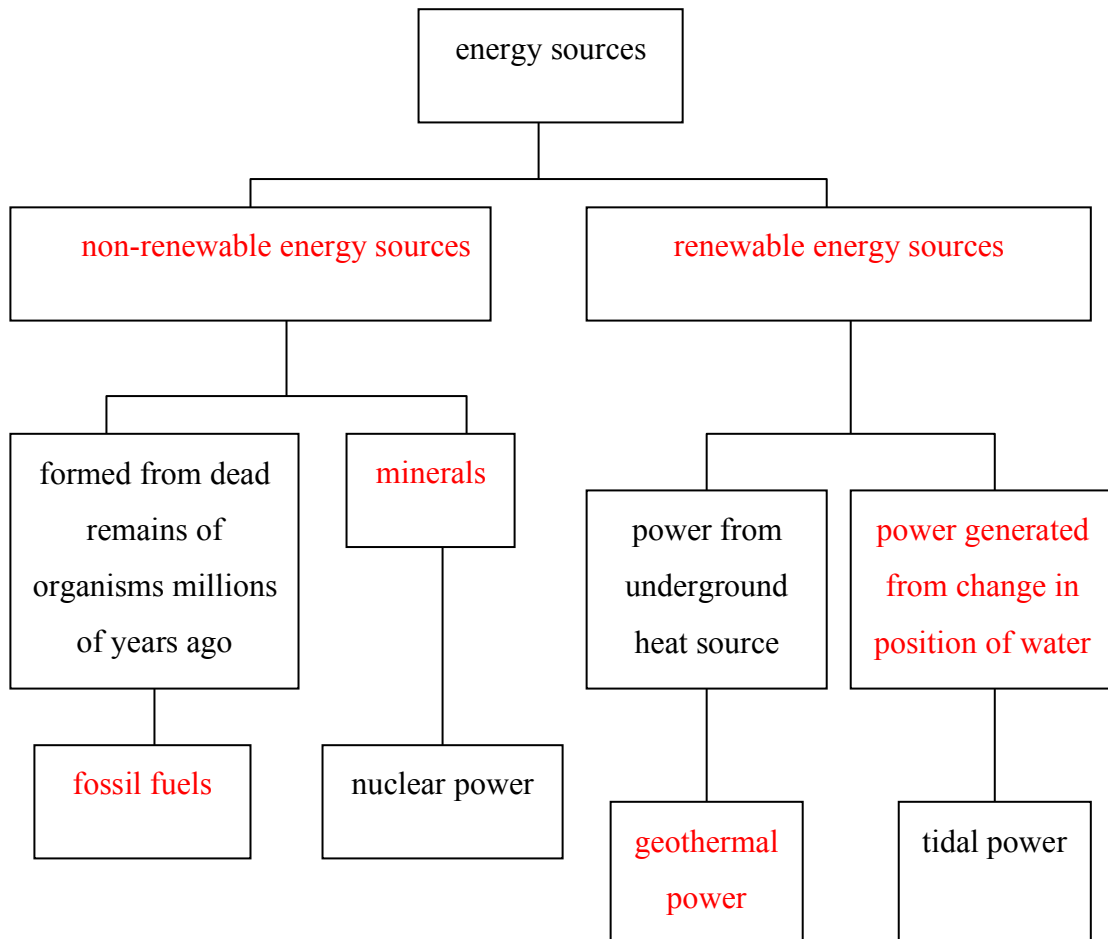 energy sources
non-renewable energy sources
renewable energy sources
formed from dead
remains of
organisms millions
of years ago
minerals
power from
underground
heat source
power generated
from change in
position of water
fossil fuels
nuclear power
geothermal
power
tidal power